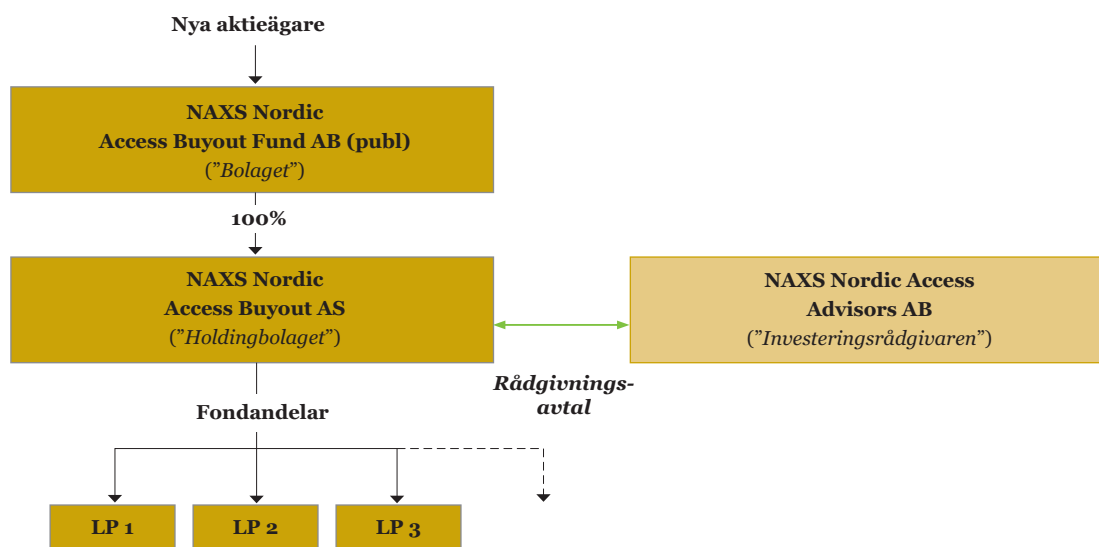 Nya aktieägare
NAXS Nordic
Access Buyout Fund AB (publ)
(”Bolaget”)
100%
NAXS Nordic
Access Buyout AS
(”Holdingbolaget”)
NAXS Nordic Access
Advisors AB
(”Investeringsrådgivaren”)
Rådgivnings-
avtal
Fondandelar
LP 1
LP 2
LP 3